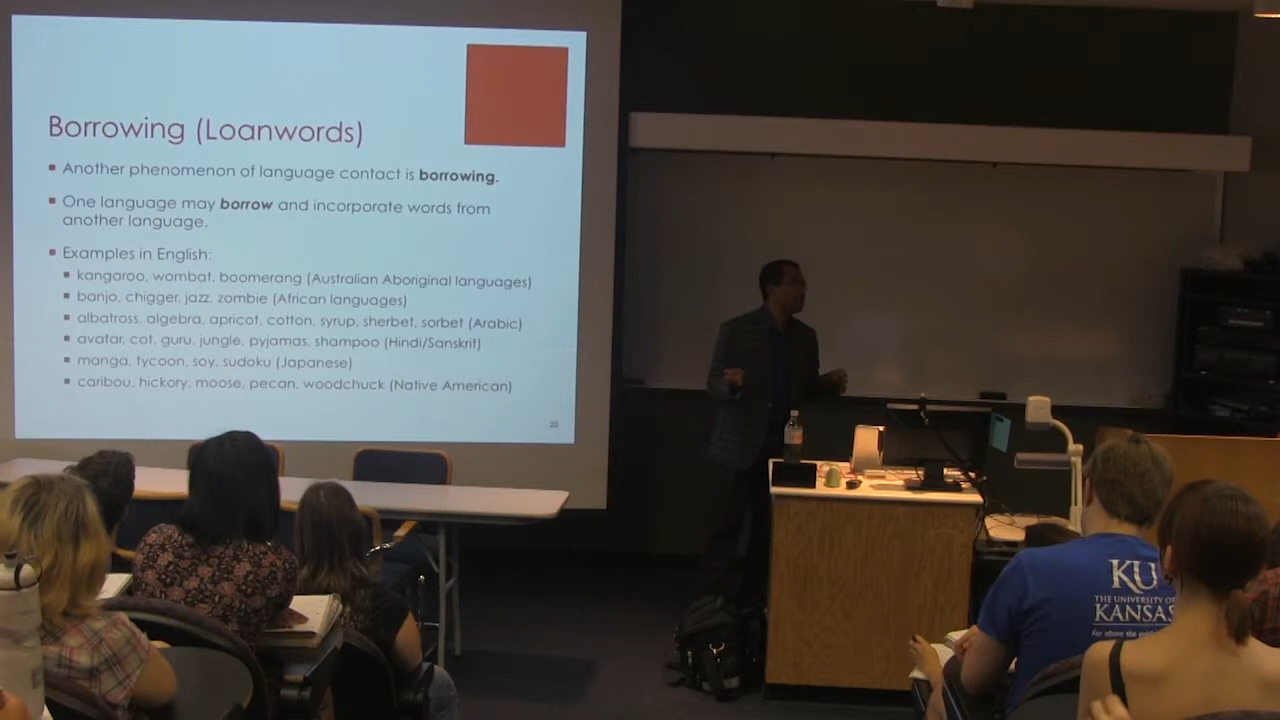 Borrowing (Loanwords)
Another phenomenon of language contact is borrowing.
One language may borrow and incorporate words from
another language.
Examples in English:
kangaroo, wombat, boomerang (Australian Aboriginal languages)
banjo, chigger, jazz, zombie (African languages)
albatross, algebra, apricot, cotton, syrup, sherbet, sorbet (Arabic)
avatar, cot, guru, jungle, pyjamas, shampoo (Hindi/Sanskrit)
manga, tycoon, soy, sudoku (Japanese)
caribou, hickory, moose, pecan, woodchuck (Native American)
20
KU
THE UNIVERSITY OF
KANSAS
Far above the